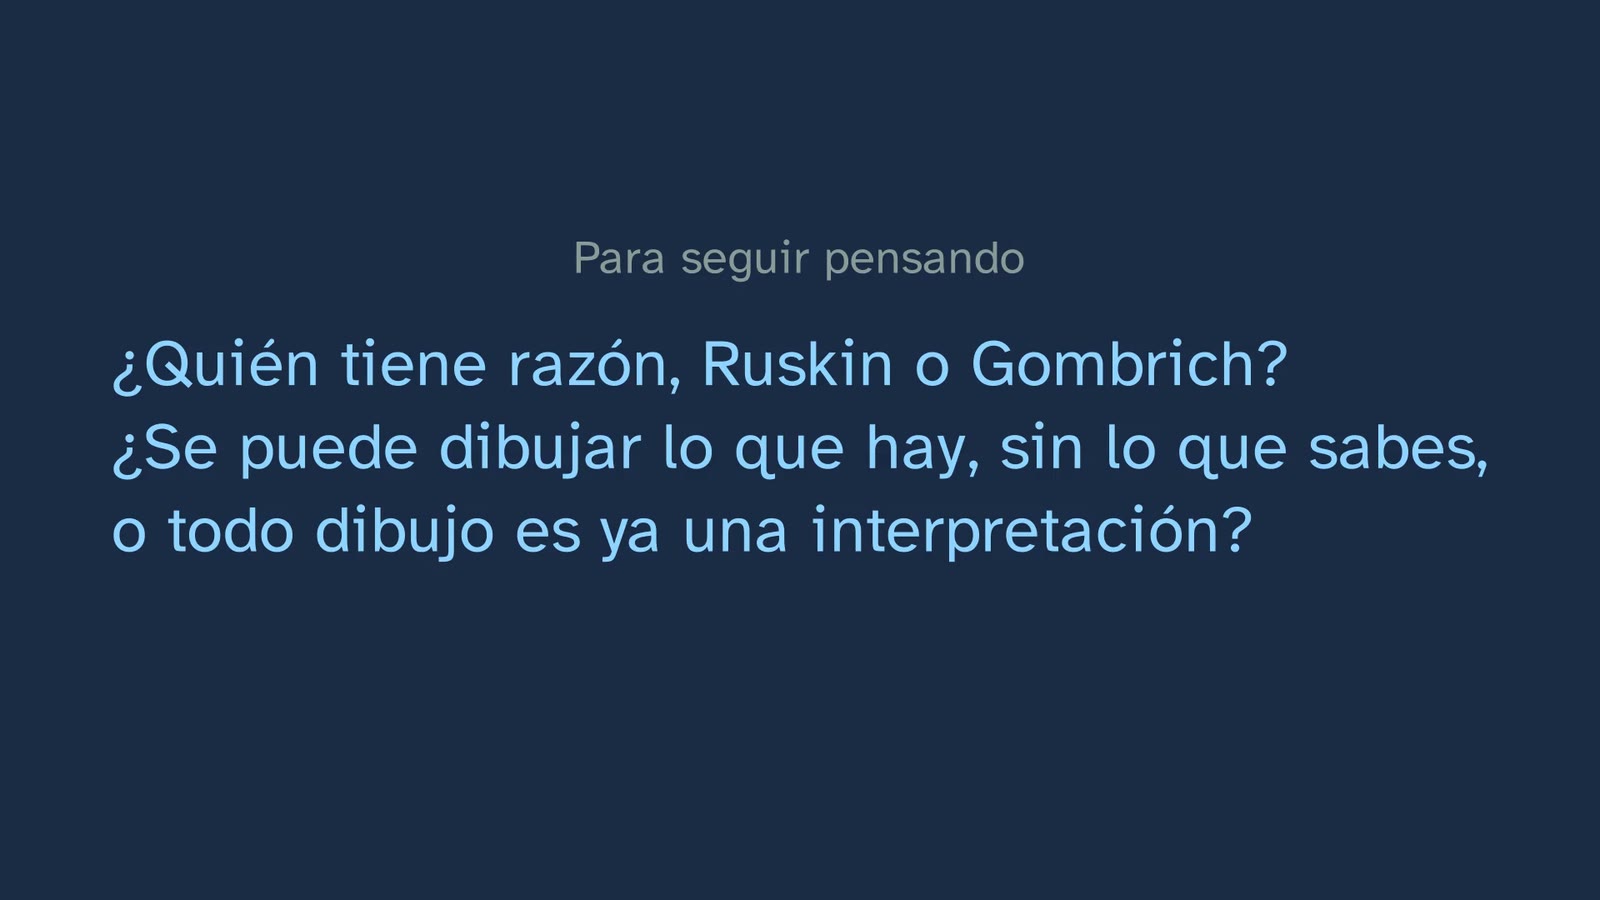 Para seguir pensando
¿Quién tiene razón, Ruskin o Gombrich?
¿Se puede dibujar lo que hay, sin lo que sabes,
o todo dibujo es ya una interpretación?